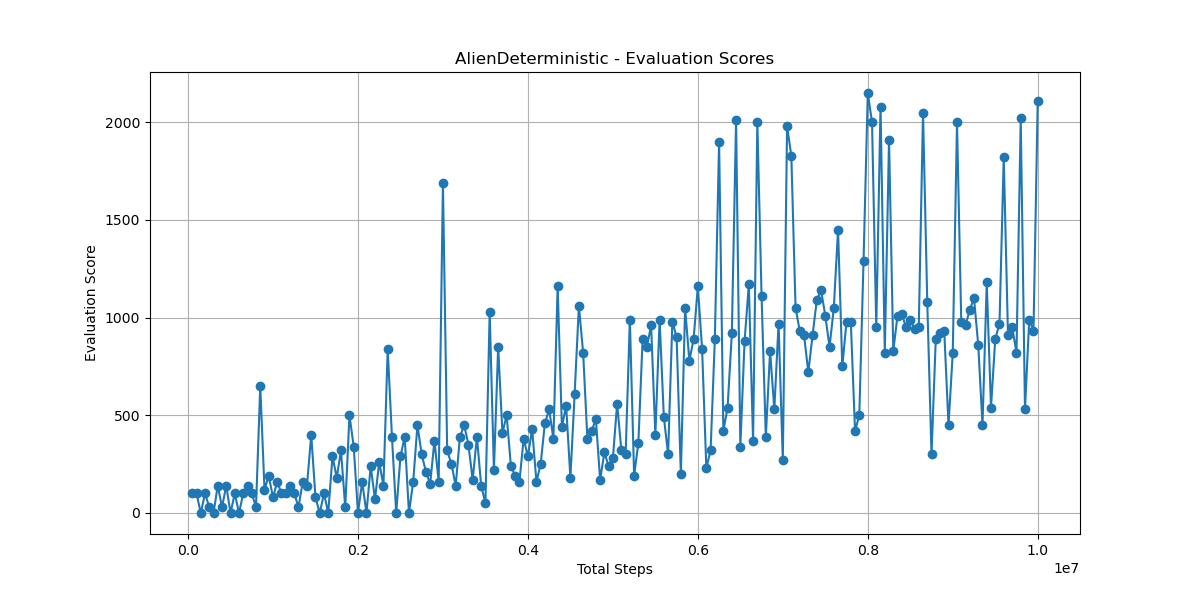 AlienDeterministic - Evaluation Scores
Evaluation Score
2000
1500
1000
500
0
0.0 0.2 0.4 0.6 0.8 1.0
1e7
Total Steps